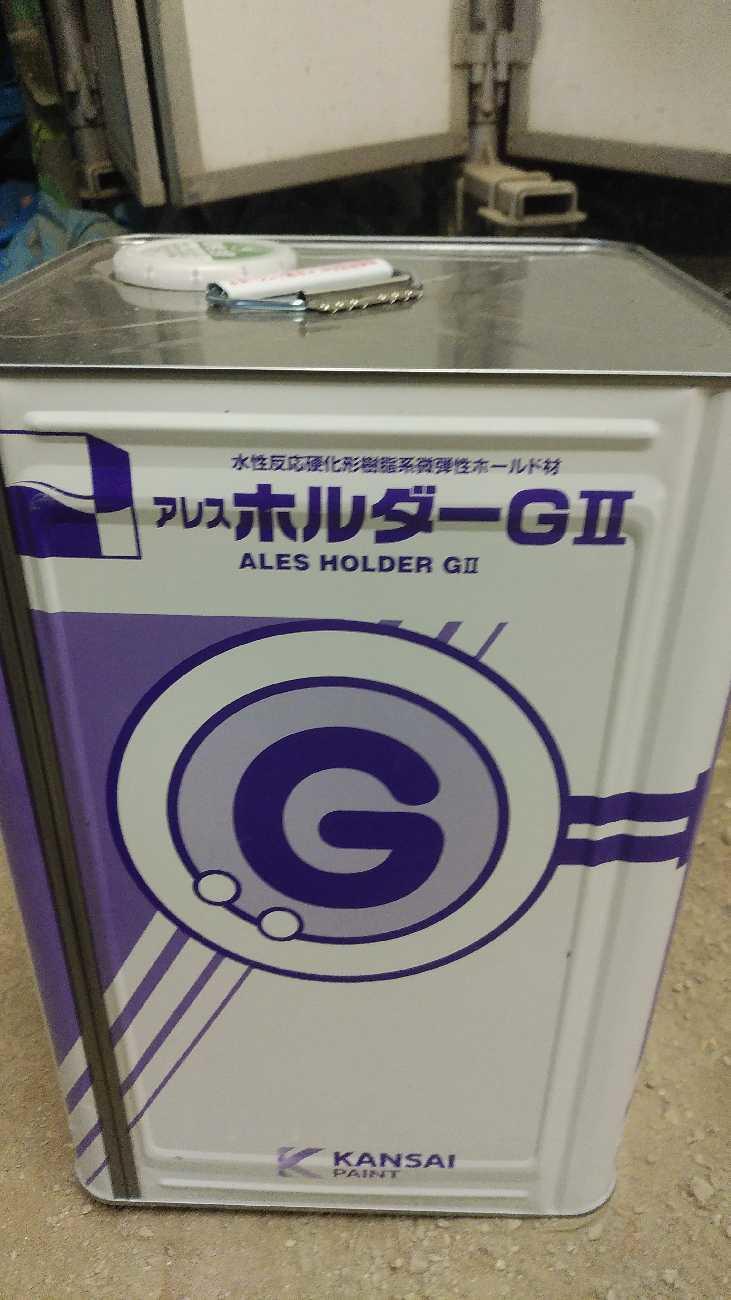 水性反応硬化形樹脂系微弾性ホールド材
アレスホルダーGⅡ
ALES HOLDER GⅡ
G
KANSAI
PAINT